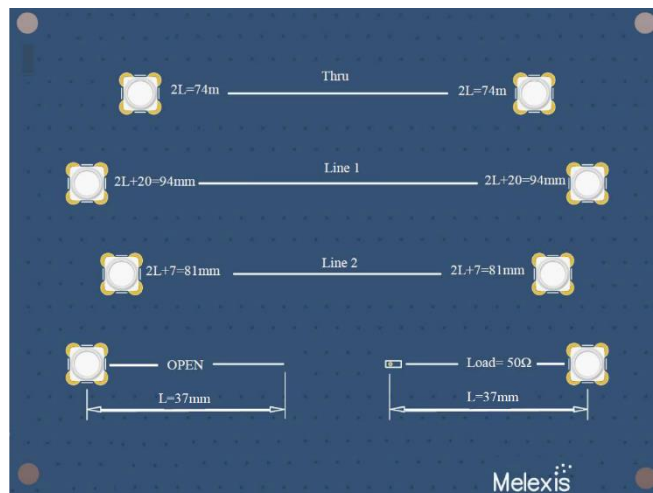 Thru
2L=74m 2L=74m
Line 1
2L+20=94mm 2L+20=94mm
Line 2
2L+7=81mm 2L+7=81mm
OPEN Load= 50Ω
L=37mm L=37mm
Melexis